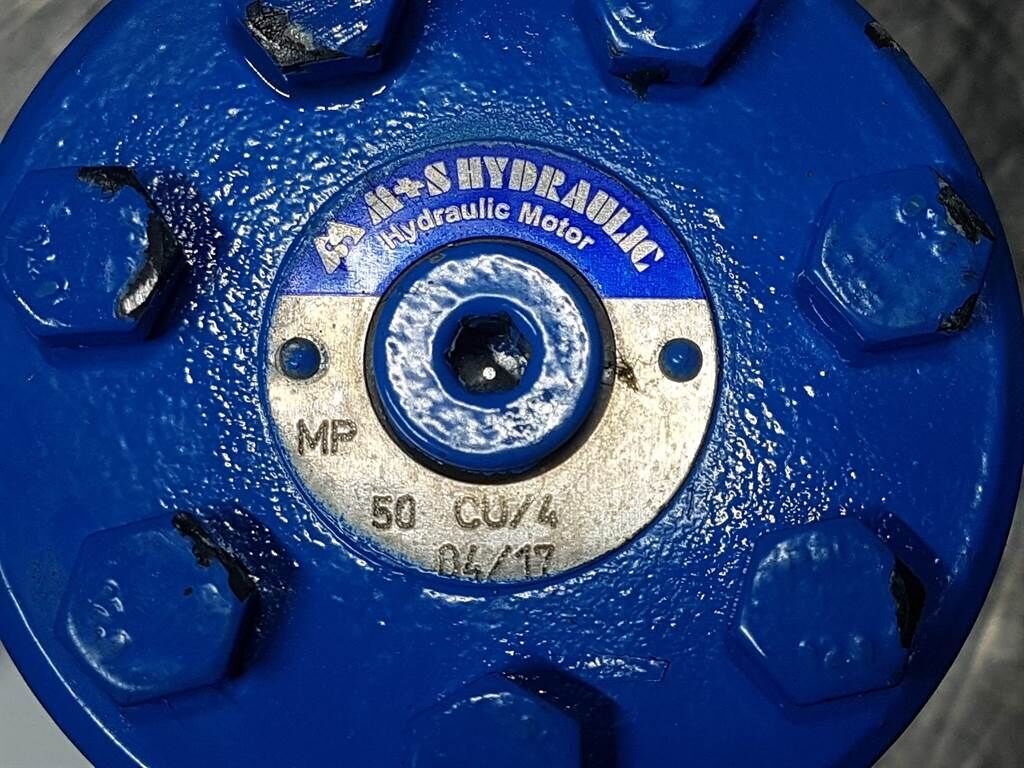 M+S HYDRAULIC
Hydraulic Motor
MP
50 CU/4
04/17